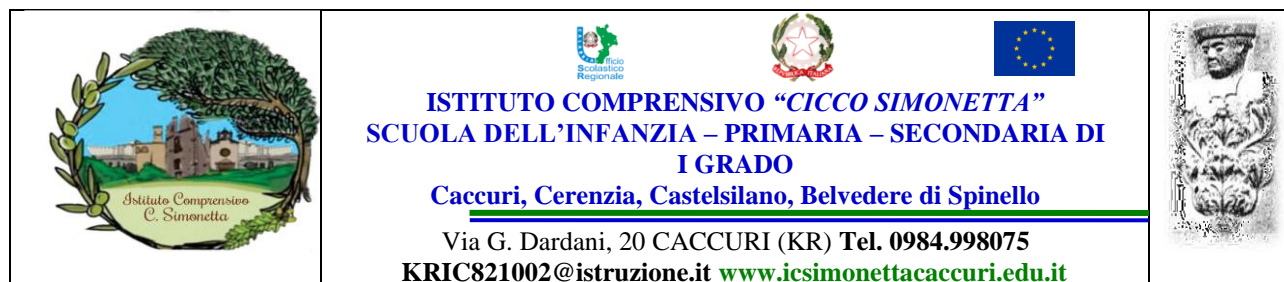 Istituto Comprensivo
C. Simonetta
Ufficio
Scolastico
Regionale
REPUBBLICA ITALIANA
ISTITUTO COMPRENSIVO “CICCO SIMONETTA”
SCUOLA DELL’INFANZIA – PRIMARIA – SECONDARIA DI
I GRADO
Caccuri, Cerenzia, Castelsilano, Belvedere di Spinello
Via G. Dardani, 20 CACCURI (KR) Tel. 0984.998075
KRIC821002@istruzione.it www.icsimonettacaccuri.edu.it